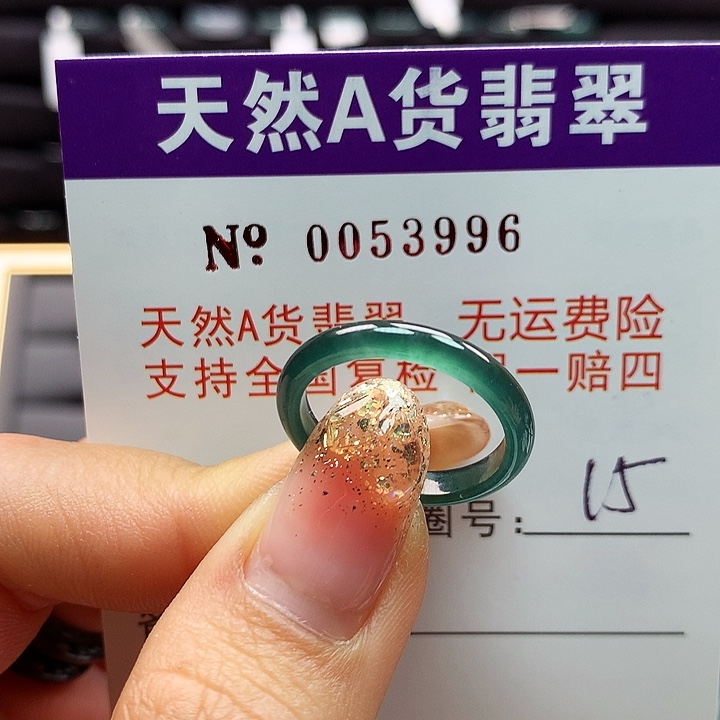 天然A货翡翠
Nº 0053996
天然A货翡翠 无运费险
支持全国复检 一赔四
圈号: 15